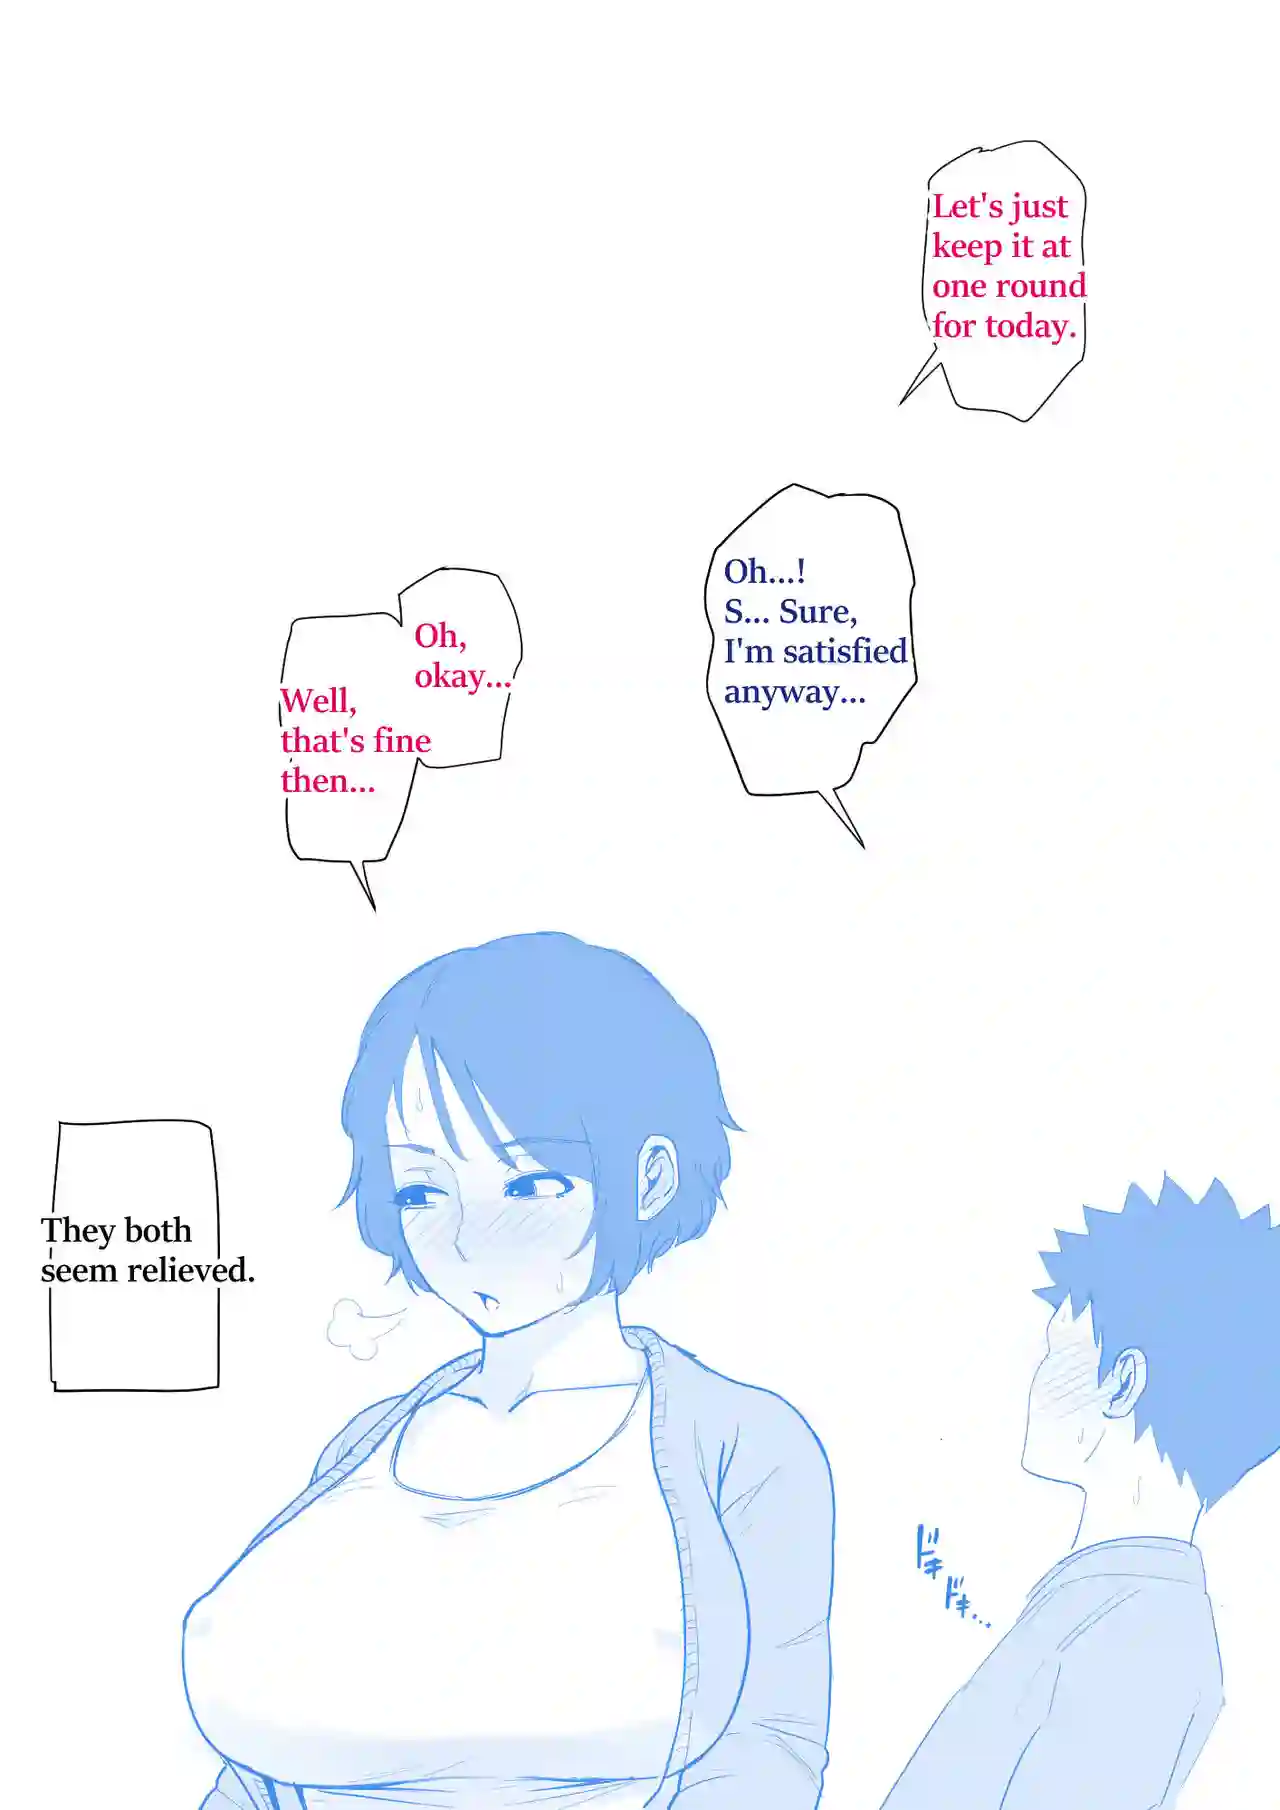 Let's just
keep it at
one round
for today.
Oh...!
S... Sure,
I'm satisfied
anyway...
Oh,
okay...
Well,
that's fine
then...
They both
seem relieved.
ドキ
ドキ...